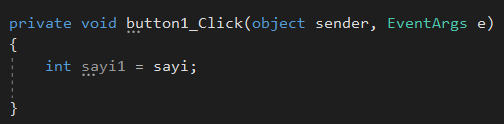 private void button1_Click(object sender, EventArgs e)
{
int sayi1 = sayi;
}